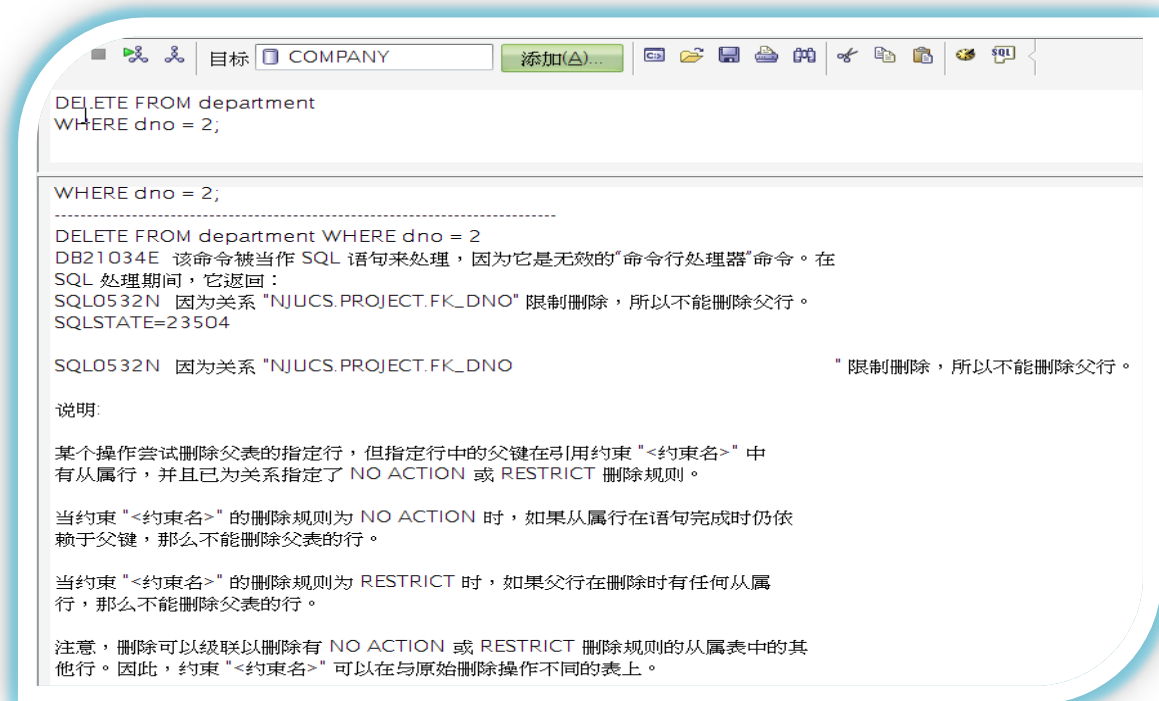 目标 COMPANY 添加(A)...
DELETE FROM department
WHERE dno = 2;
WHERE dno = 2;
------------------------------------------------------------------------------
DELETE FROM department WHERE dno = 2
DB21034E 该命令被当作 SQL 语句来处理，因为它是无效的"命令行处理器"命令。在
SQL 处理期间，它返回：
SQL0532N 因为关系 "NJUCS.PROJECT.FK_DNO" 限制删除，所以不能删除父行。
SQLSTATE=23504
SQL0532N 因为关系 "NJUCS.PROJECT.FK_DNO " 限制删除，所以不能删除父行。
说明:
某个操作尝试删除父表的指定行，但指定行中的父键在引用约束 "<约束名>" 中
有从属行，并且已为关系指定了 NO ACTION 或 RESTRICT 删除规则。
当约束 "<约束名>" 的删除规则为 NO ACTION 时，如果从属行在语句完成时仍依
赖于父键，那么不能删除父表的行。
当约束 "<约束名>" 的删除规则为 RESTRICT 时，如果父行在删除时有任何从属
行，那么不能删除父表的行。
注意，删除可以级联以删除有 NO ACTION 或 RESTRICT 删除规则的从属表中的其
他行。因此，约束 "<约束名>" 可以在与原始删除操作不同的表上。